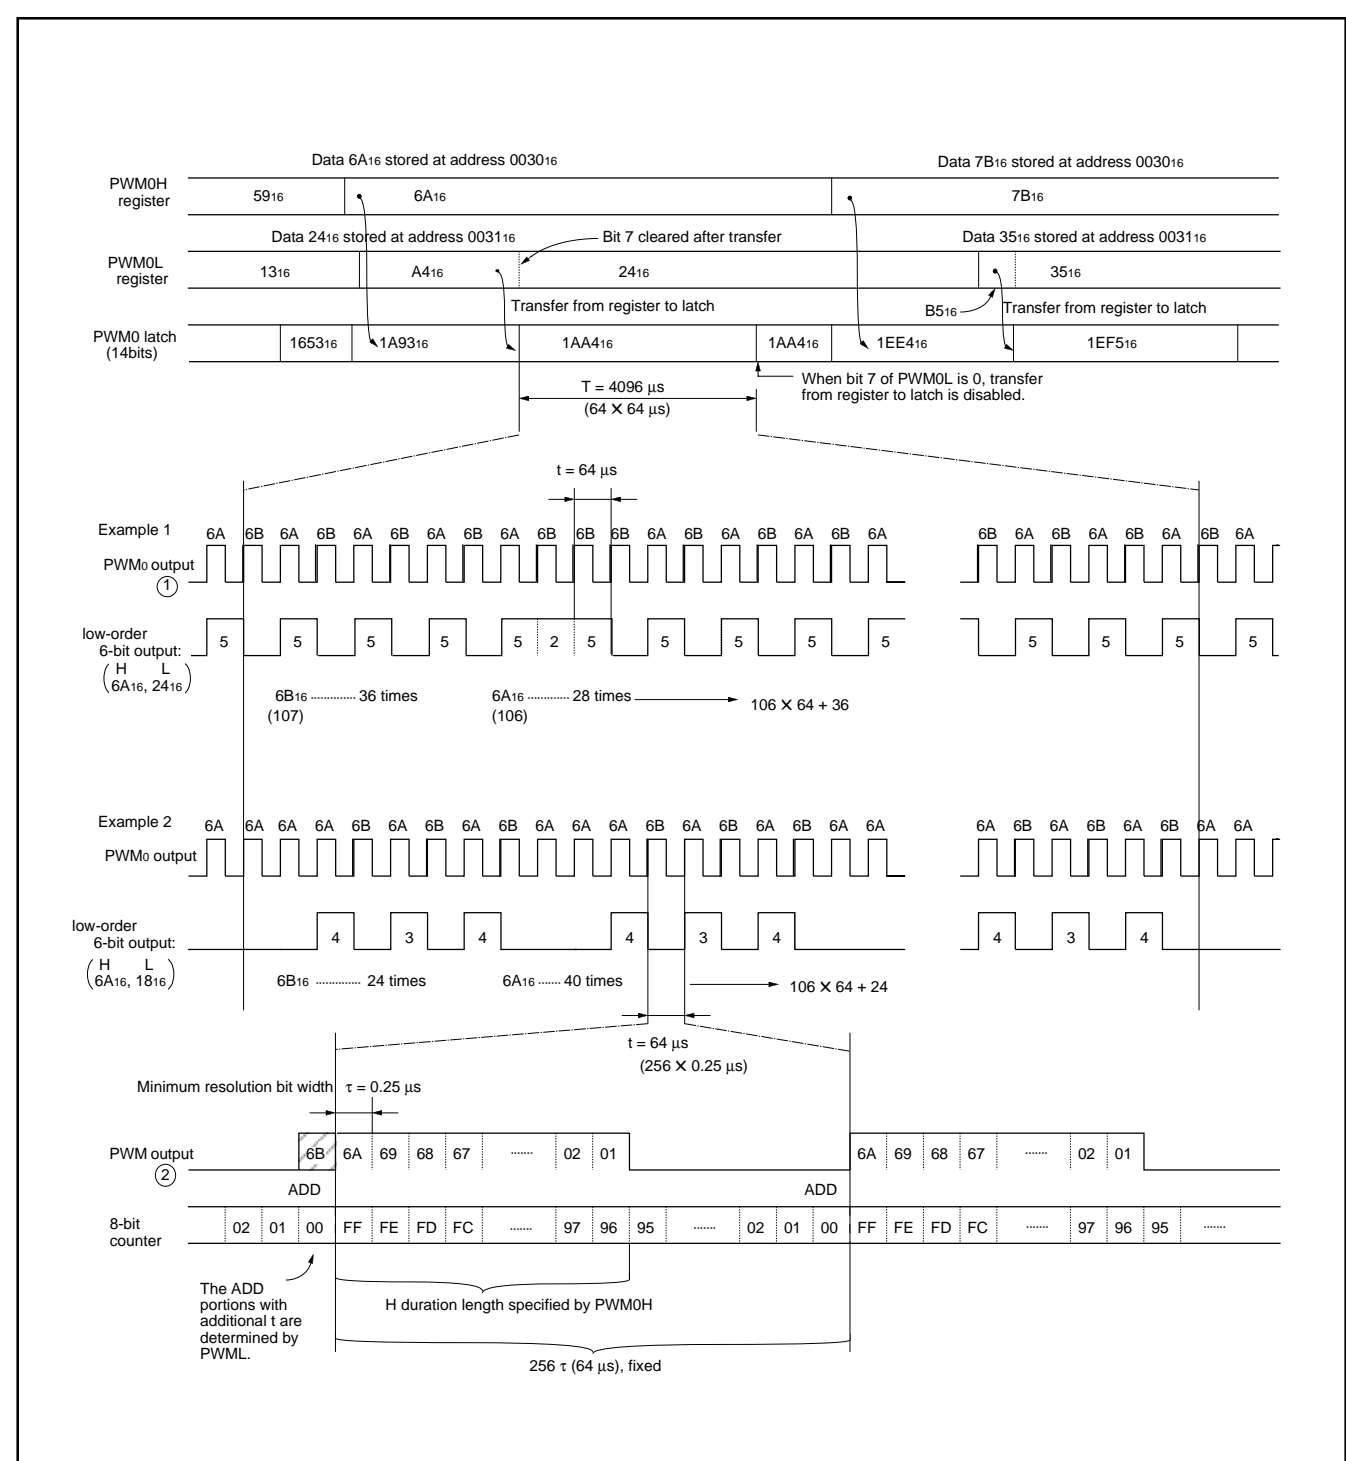 Data 6A16 stored at address 003016
Data 7B16 stored at address 003016
PWM0H
register
5916 6A16 7B16
Data 2416 stored at address 003116
Bit 7 cleared after transfer
Data 3516 stored at address 003116
PWM0L
register
1316 A416 2416 3516
Transfer from register to latch
B516
Transfer from register to latch
PWM0 latch
(14bits)
165316 1A9316 1AA416 1AA416 1EE416 1EF516
When bit 7 of PWM0L is 0, transfer
from register to latch is disabled.
T = 4096 μs
(64 × 64 μs)
t = 64 μs
Example 1
6A 6B 6A 6B 6A 6B 6A 6B 6A 6B 6B 6B 6A 6B 6A 6B 6A 6B 6A 6B 6A 6B 6A 6B 6A 6B 6A
PWM0 output
1
low-order
6-bit output:
H L
6A16, 2416
5 5 5 5 5 2 5 5 5 5 5 5 5 5
6B16 .............. 36 times
(107)
6A16 ............. 28 times
(106)
106 × 64 + 36
Example 2
6A 6A 6A 6A 6B 6A 6B 6A 6B 6A 6A 6A 6B 6A 6B 6A 6B 6A 6A 6A 6B 6A 6B 6A 6B 6A 6A
PWM0 output
low-order
6-bit output:
H L
6A16, 1816
4 3 4 4 3 4 4 3 4
6B16 .............. 24 times
6A16 ....... 40 times
106 × 64 + 24
t = 64 μs
(256 × 0.25 μs)
Minimum resolution bit width τ = 0.25 μs
PWM output
2
6B 6A 69 68 67 ....... 02 01 6A 69 68 67 ....... 02 01
ADD ADD
8-bit
counter
02 01 00 FF FE FD FC ....... 97 96 95 ....... 02 01 00 FF FE FD FC ....... 97 96 95 .......
The ADD
portions with
additional t are
determined by
PWML.
H duration length specified by PWM0H
256 τ (64 μs), fixed